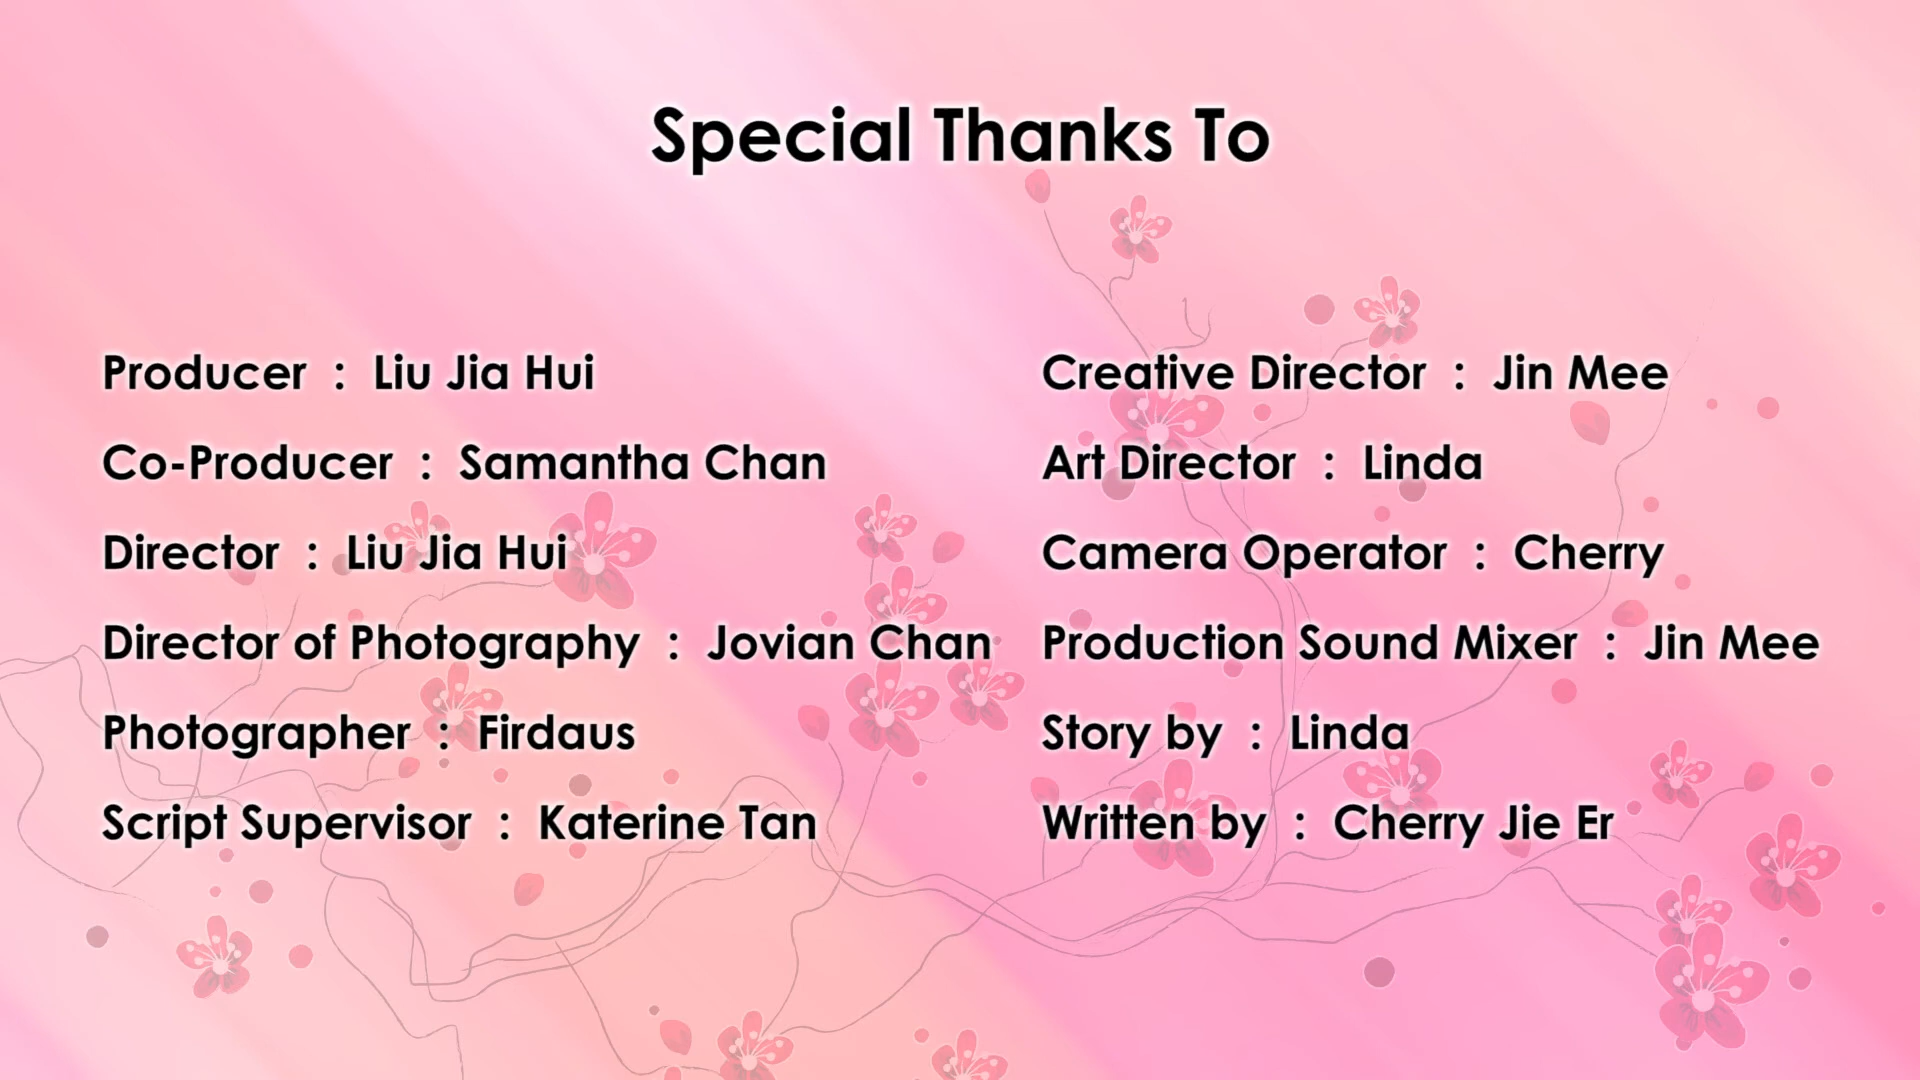 Special Thanks To
Producer : Liu Jia Hui
Co-Producer : Samantha Chan
Director : Liu Jia Hui
Director of Photography : Jovian Chan
Photographer : Firdaus
Script Supervisor : Katerine Tan
Creative Director : Jin Mee
Art Director : Linda
Camera Operator : Cherry
Production Sound Mixer : Jin Mee
Story by : Linda
Written by : Cherry Jie Er